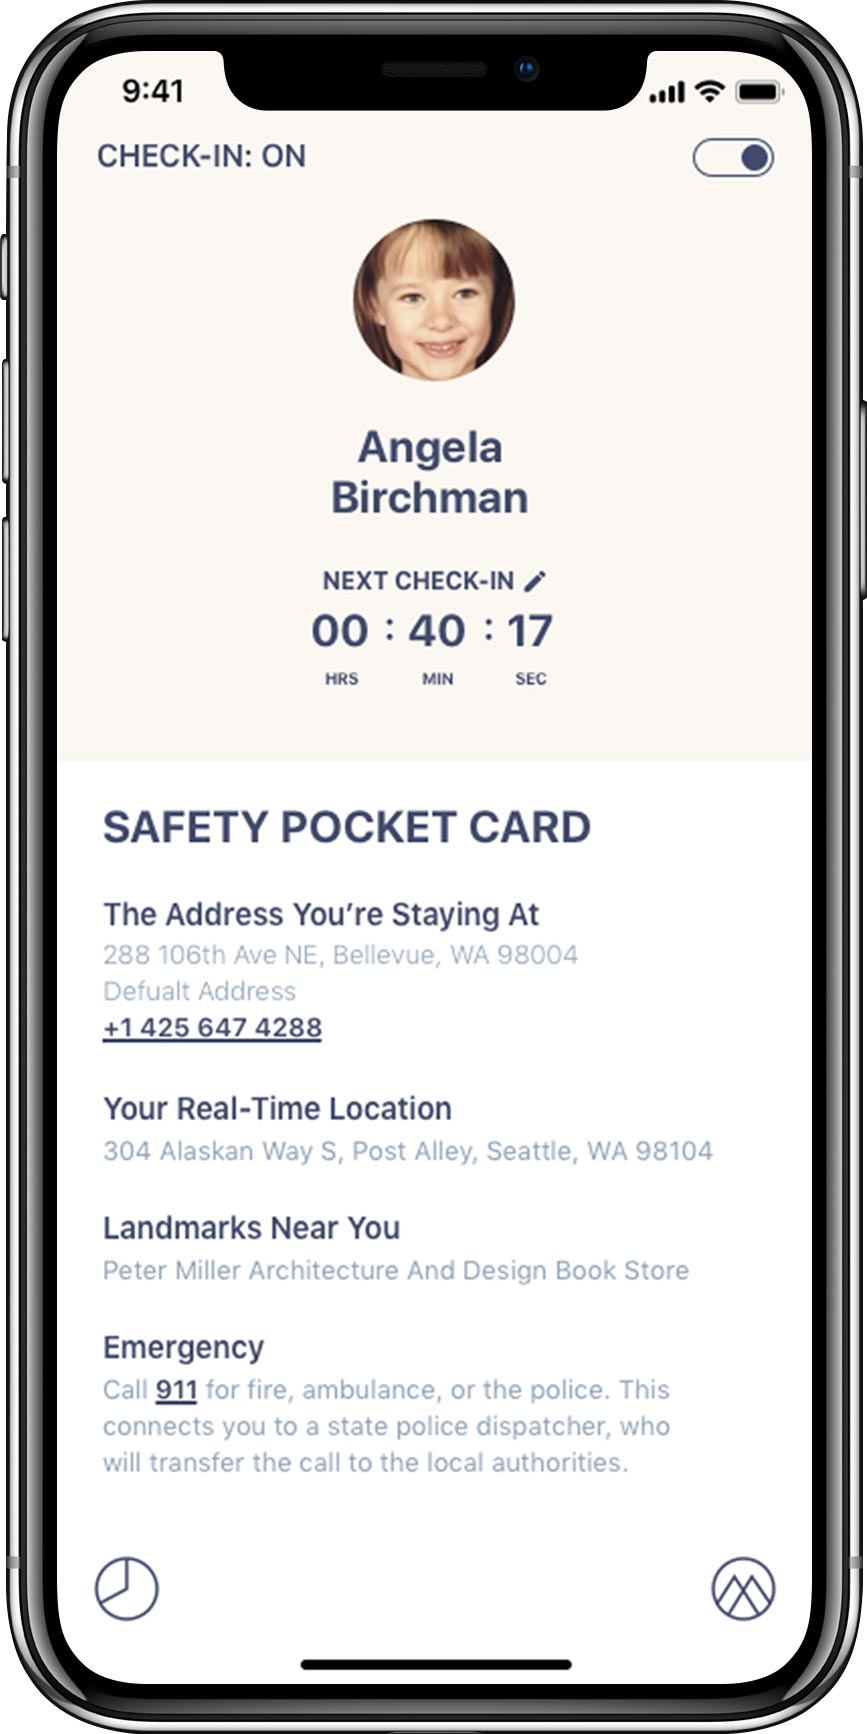 9:41
CHECK-IN: ON
Angela
Birchman
NEXT CHECK-IN
00 : 40 : 17
HRS MIN SEC
SAFETY POCKET CARD
The Address You’re Staying At
288 106th Ave NE, Bellevue, WA 98004
Defualt Address
+1 425 647 4288
Your Real-Time Location
304 Alaskan Way S, Post Alley, Seattle, WA 98104
Landmarks Near You
Peter Miller Architecture And Design Book Store
Emergency
Call 911 for fire, ambulance, or the police. This
connects you to a state police dispatcher, who
will transfer the call to the local authorities.